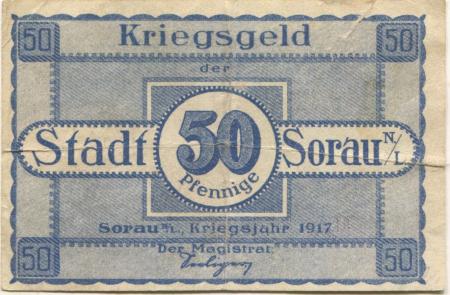 50 Kriegsgeld 50
der
Stadt 50 Sorau N/L
Pfennige
Sorau N/L., Kriegsjahr 1917
Der Magistrat:
50 50